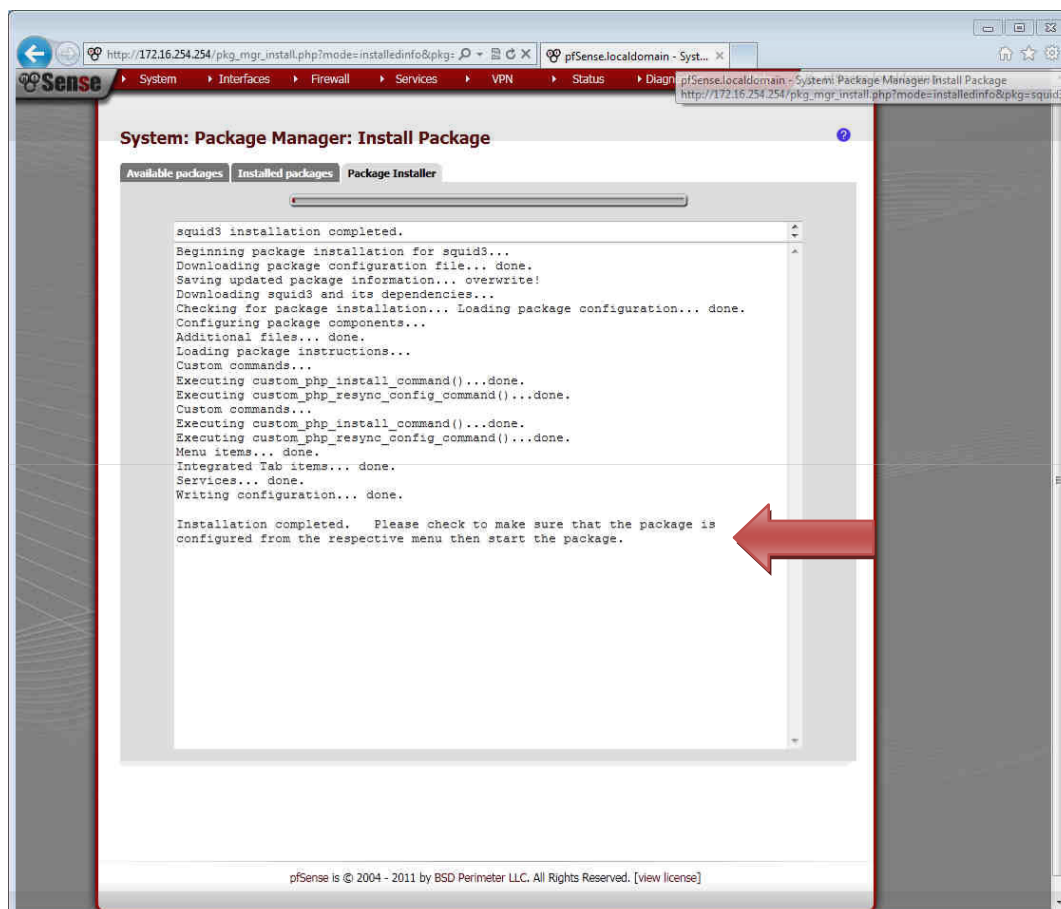 http://172.16.254.254/pkg_mgr_install.php?mode=installedinfo&pkg=
pfSense.localdomain - Syst...
Sense
System
Interfaces
Firewall
Services
VPN
Status
Diagn
pfSense.localdomain - System: Package Manager: Install Package
http://172.16.254.254/pkg_mgr_install.php?mode=installedinfo&pkg=squid3
System: Package Manager: Install Package
Available packages
Installed packages
Package Installer
squid3 installation completed.
Beginning package installation for squid3...
Downloading package configuration file... done.
Saving updated package information... overwrite!
Downloading squid3 and its dependencies...
Checking for package installation... Loading package configuration... done.
Configuring package components...
Additional files... done.
Loading package instructions...
Custom commands...
Executing custom_php_install_command()...done.
Executing custom_php_resync_config_command()...done.
Custom commands...
Executing custom_php_install_command()...done.
Executing custom_php_resync_config_command()...done.
Menu items... done.
Integrated Tab items... done.
Services... done.
Writing configuration... done.
Installation completed.   Please check to make sure that the package is
configured from the respective menu then start the package.
pfSense is © 2004 - 2011 by BSD Perimeter LLC. All Rights Reserved. [view license]